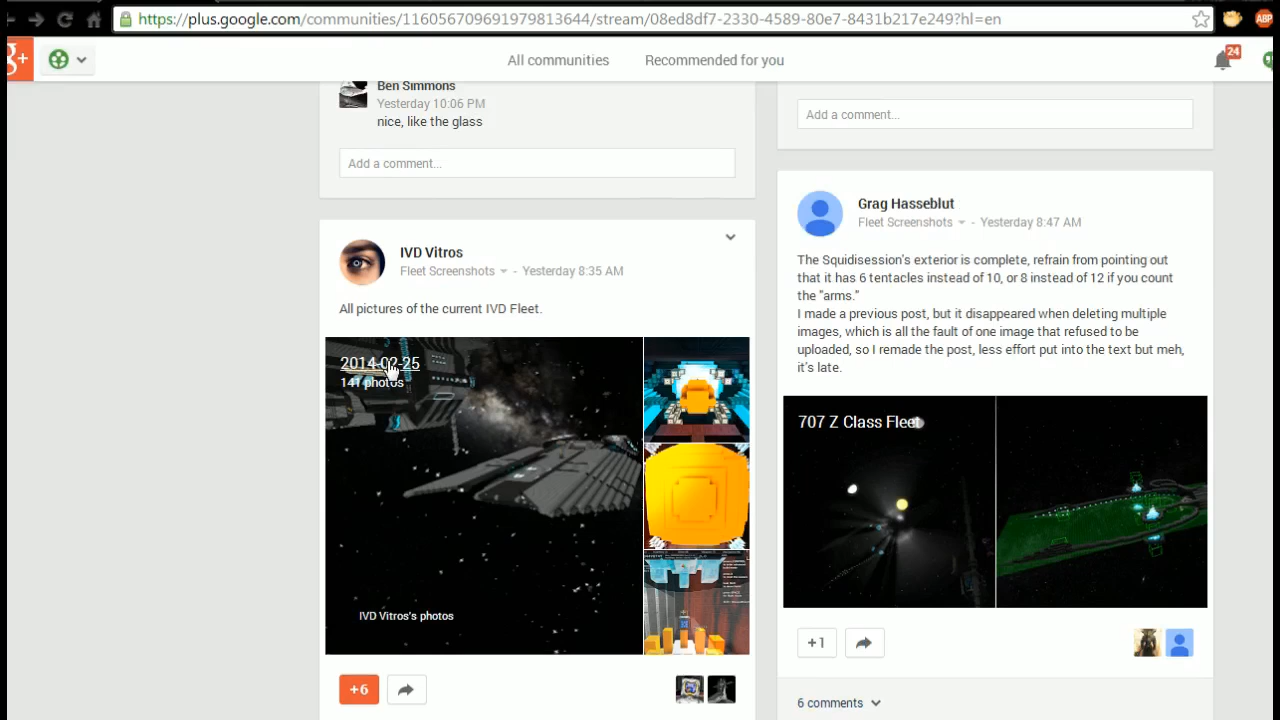 https://plus.google.com/communities/116056709691979813644/stream/08ed8df7-2330-4589-80e7-8431b217e249?hl=en
ABP
g+
All communities
Recommended for you
24
Ben Simmons
Yesterday 10:06 PM
nice, like the glass
Add a comment...
IVD Vitros
Fleet Screenshots - Yesterday 8:35 AM
All pictures of the current IVD Fleet.
2014-02-25
141 photos
IVD Vitros's photos
+6
Add a comment...
Grag Hasseblut
Fleet Screenshots - Yesterday 8:47 AM
The Squidisession's exterior is complete, refrain from pointing out
that it has 6 tentacles instead of 10, or 8 instead of 12 if you count
the "arms."
I made a previous post, but it disappeared when deleting multiple
images, which is all the fault of one image that refused to be
uploaded, so I remade the post, less effort put into the text but meh,
it's late.
707 Z Class Fleet
+1
6 comments